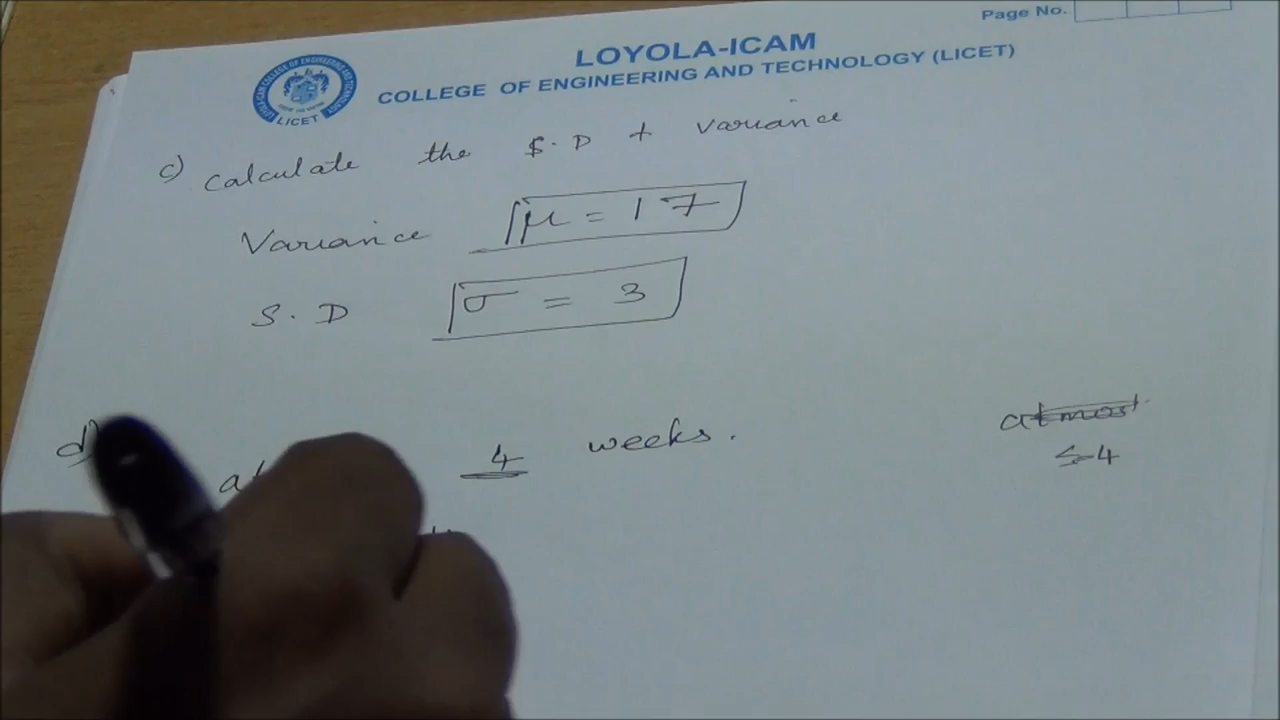 Page No.
LOYOLA-ICAM
COLLEGE OF ENGINEERING AND TECHNOLOGY (LICET)
LICET
c) Calculate the S.D + Variance
Variance μ = 17
S.D σ = 3
d) 4 weeks.
atmost
≤ 4